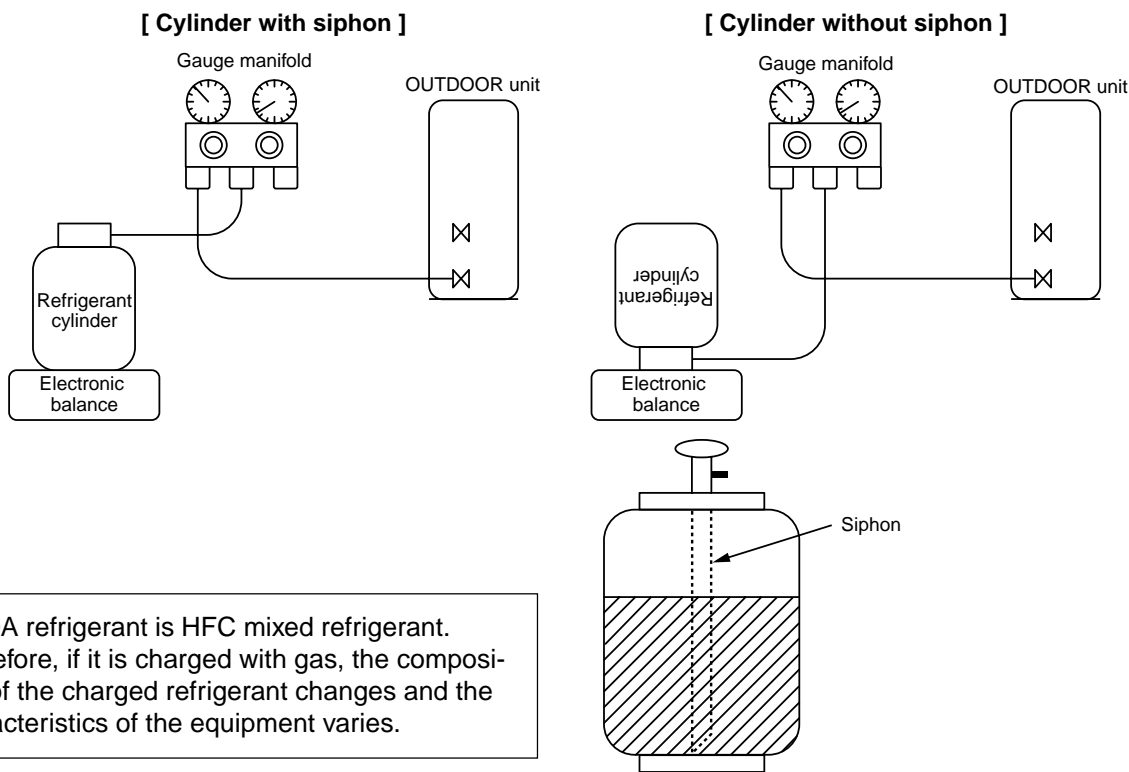 [ Cylinder with siphon ]
Gauge manifold
OUTDOOR unit
Refrigerant
cylinder
Electronic
balance
[ Cylinder without siphon ]
Gauge manifold
OUTDOOR unit
Refrigerant
cylinder
Electronic
balance
Siphon
A refrigerant is HFC mixed refrigerant.
if it is charged with gas, the composi-
of the charged refrigerant changes and the
of the equipment varies.